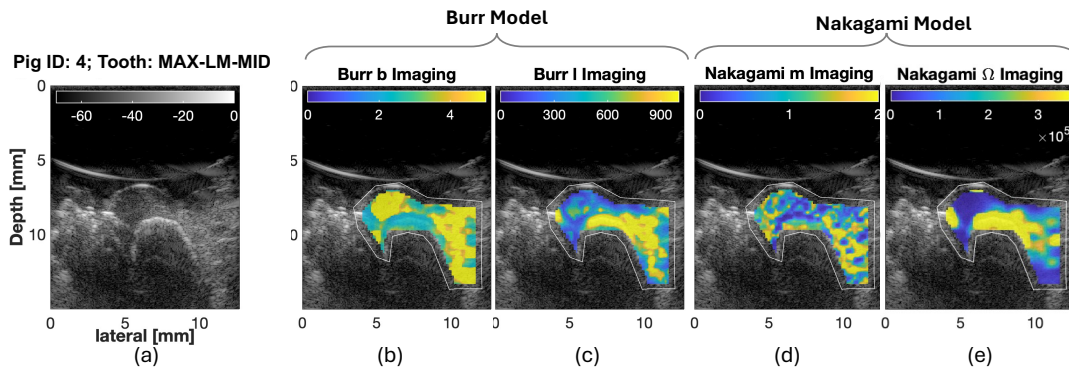 Burr Model
Nakagami Model
Pig ID: 4; Tooth: MAX-LM-MID
Burr b Imaging
Burr l Imaging
Nakagami m Imaging
Nakagami Ω Imaging
0
-60 -40 -20 0
0 2 4
0 300 600 900
0 1 2
0 1 2 3
×10⁵
5
5
10
0
Depth [mm]
0 5 10
0 5 10
0 5 10
0 5 10
0 5 10
lateral [mm]
(a)
(b)
(c)
(d)
(e)